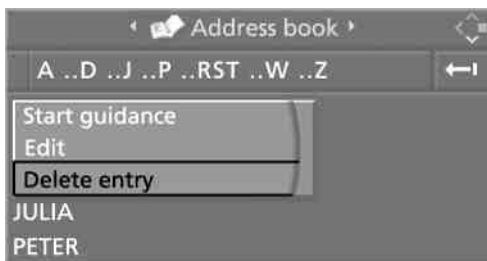 Address book
A ..D ..J ..P ..RST ..W ..Z
Start guidance
Edit
Delete entry
JULIA
PETER